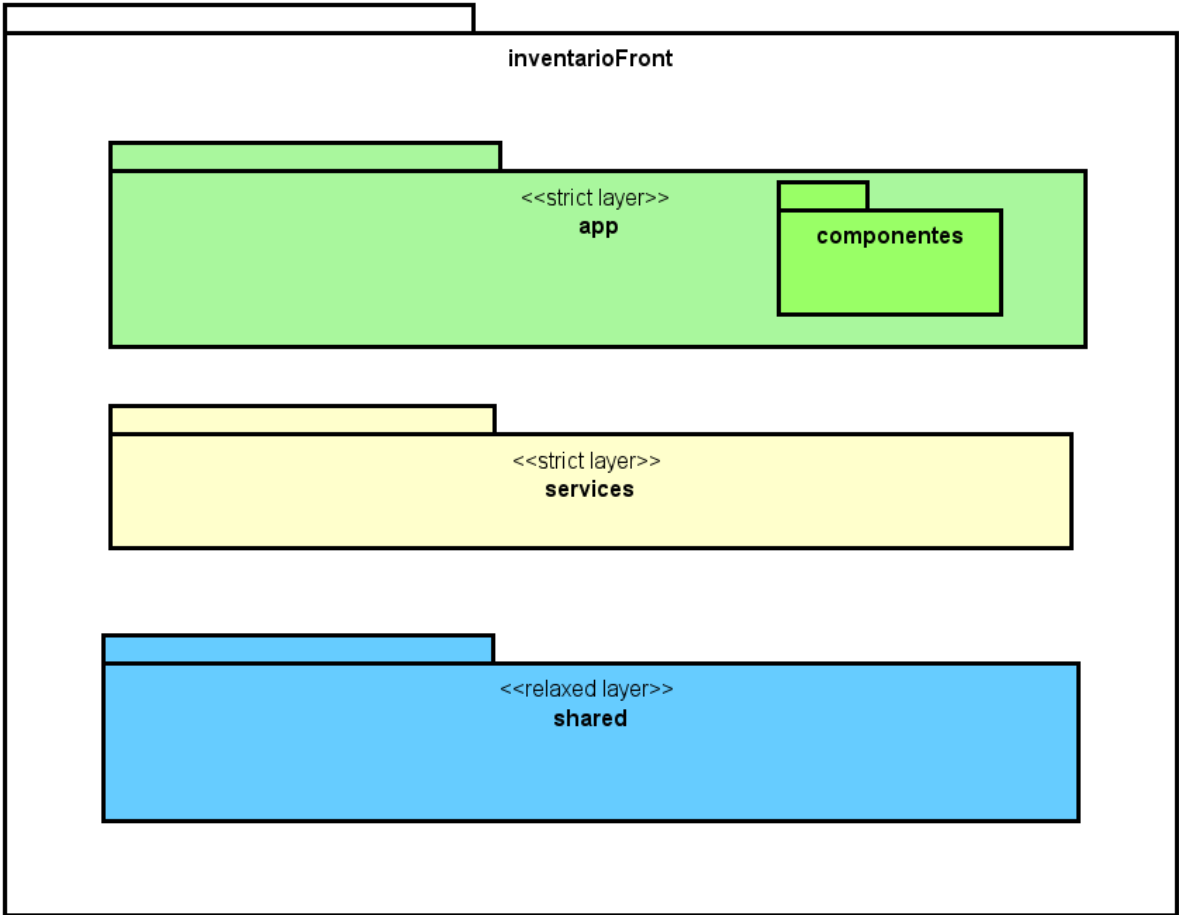 inventarioFront
<<strict layer>>
app
componentes
<<strict layer>>
services
<<relaxed layer>>
shared